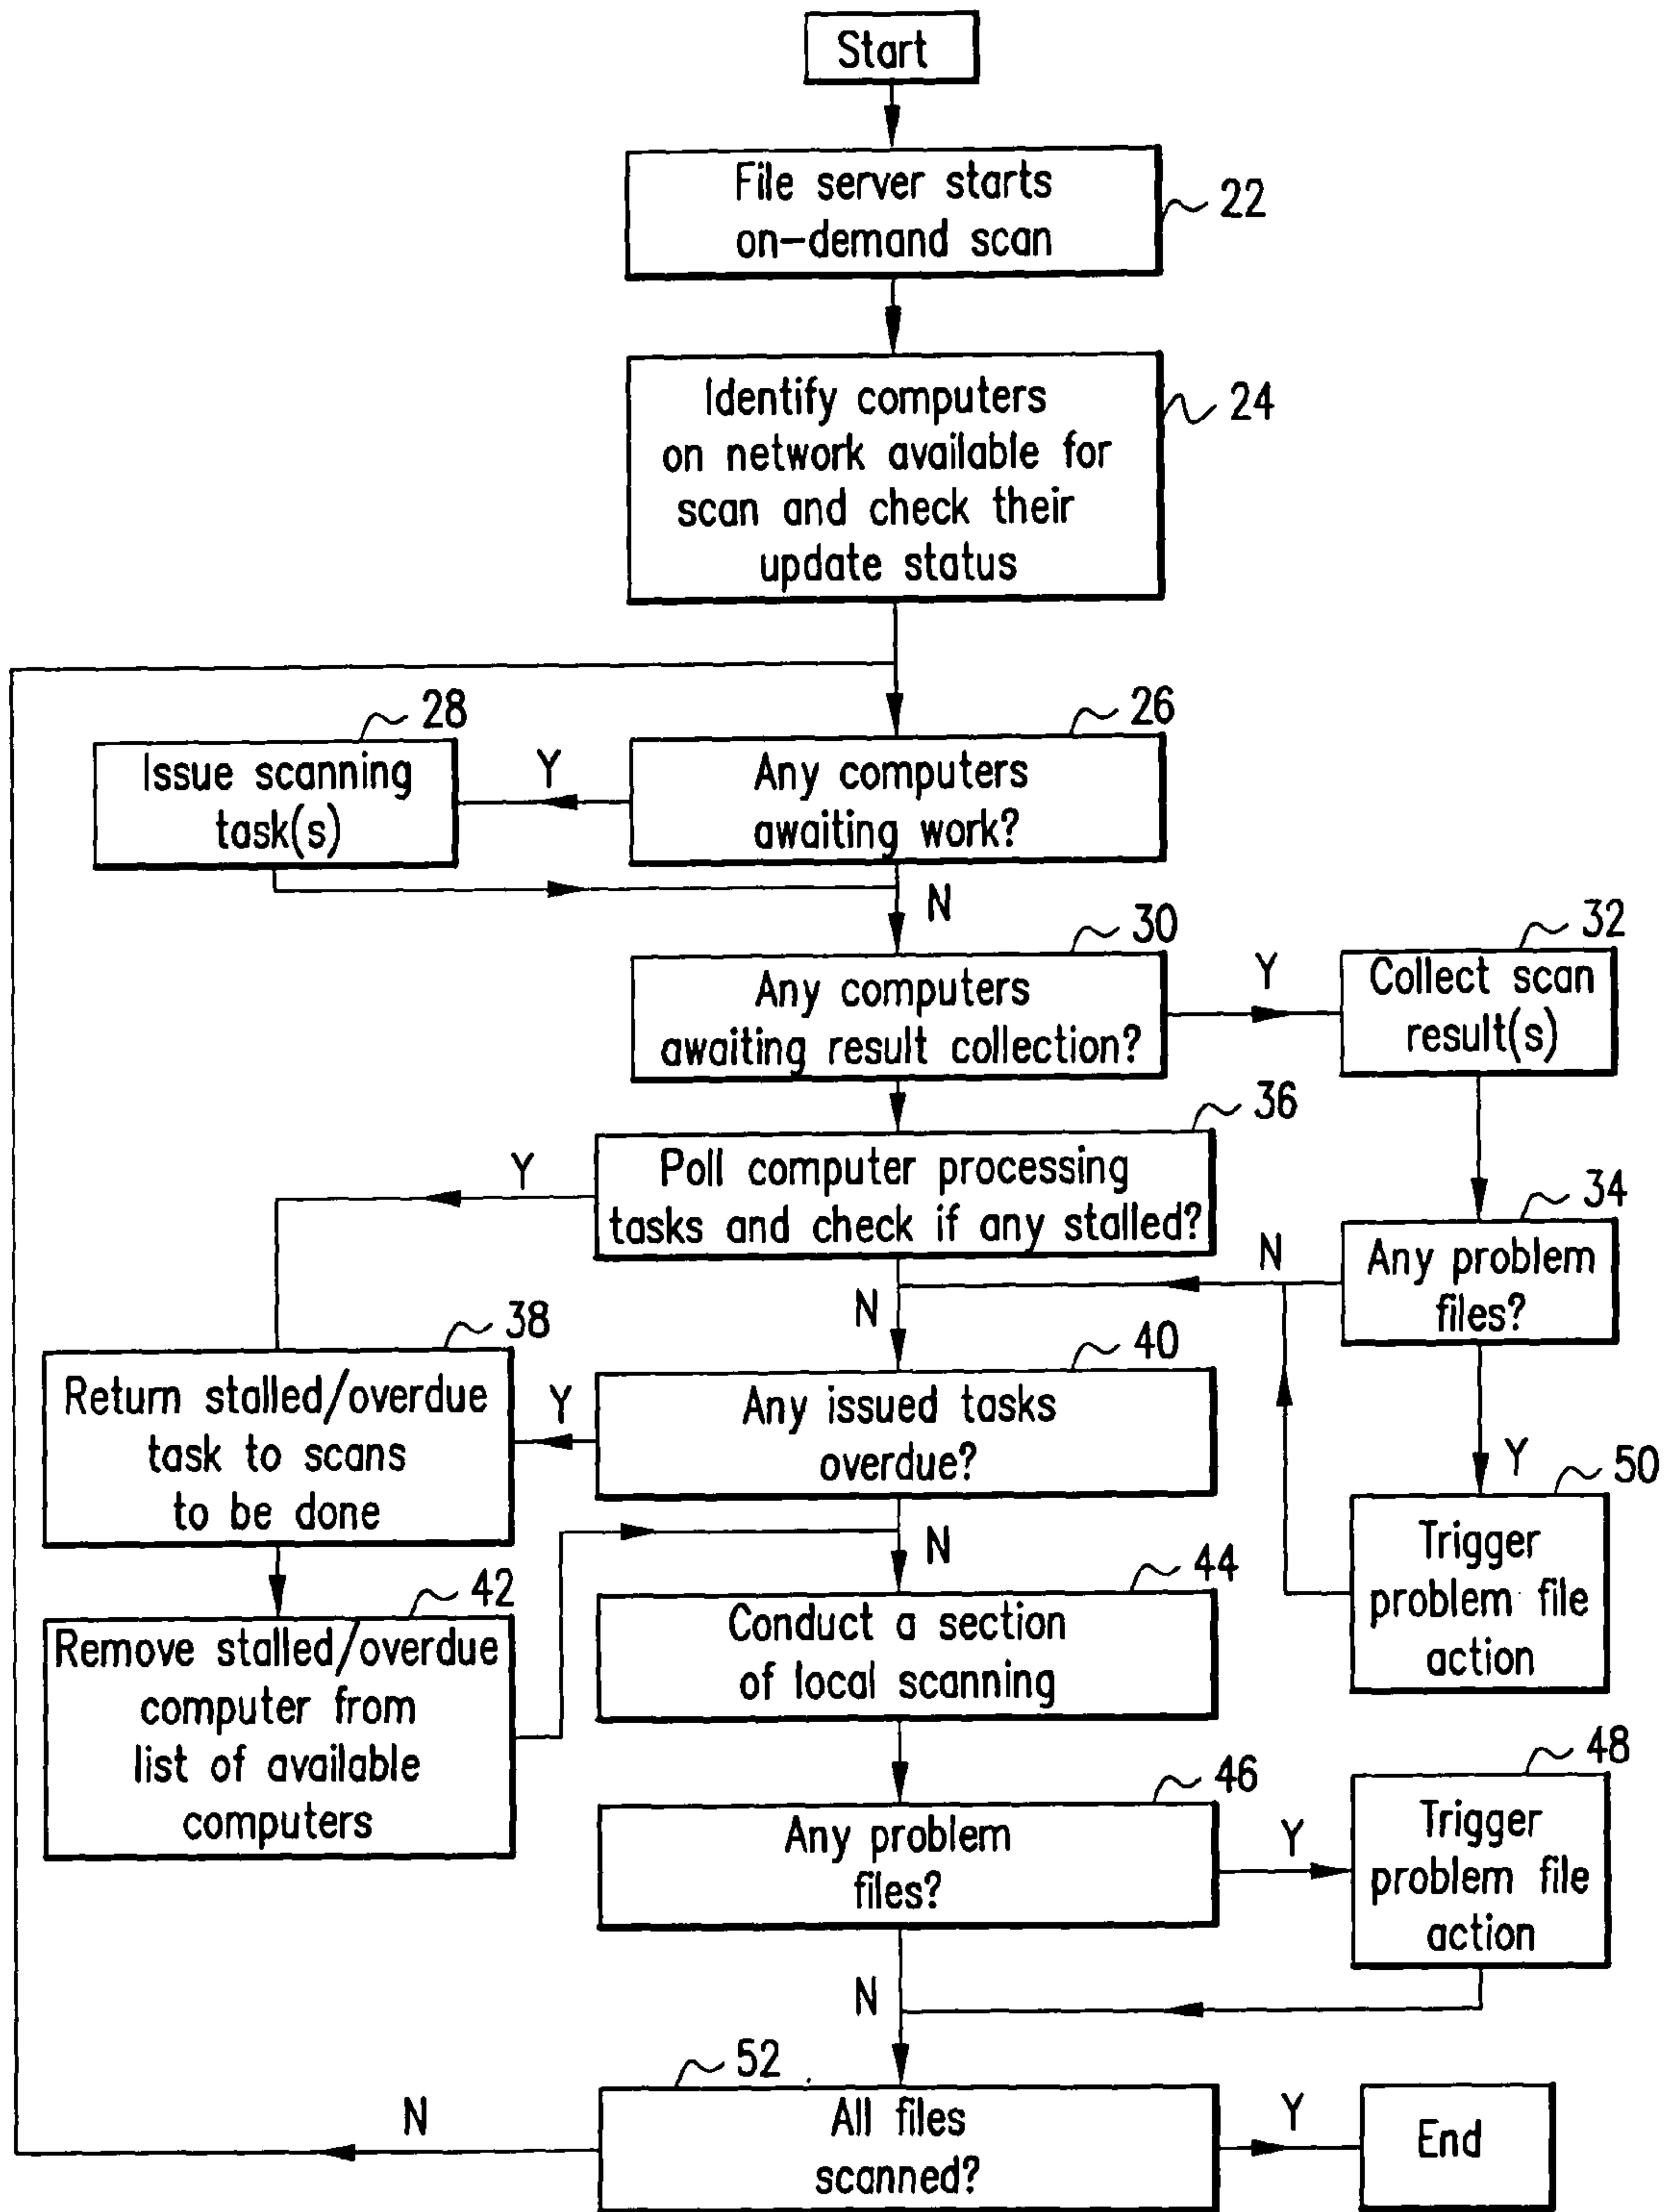 Start
File server starts
on-demand scan
22
Identify computers
on network available for
scan and check their
update status
24
28
Issue scanning
task(s)
Y
26
Any computers
awaiting work?
N
30
Any computers
awaiting result collection?
Y
32
Collect scan
result(s)
36
Poll computer processing
tasks and check if any stalled?
Y
N
34
Any problem
files?
N
Y
38
Return stalled/overdue
task to scans
to be done
Y
40
Any issued tasks
overdue?
N
50
Trigger
problem file
action
42
Remove stalled/overdue
computer from
list of available
computers
44
Conduct a section
of local scanning
46
Any problem
files?
Y
N
48
Trigger
problem file
action
52
All files
scanned?
N
Y
End